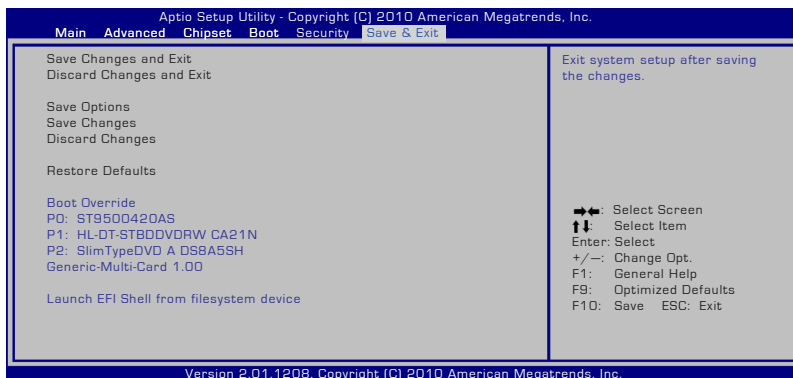 Aptio Setup Utility - Copyright (C) 2010 American Megatrends, Inc.
Main Advanced Chipset Boot Security Save & Exit
Save Changes and Exit
Discard Changes and Exit
Save Options
Save Changes
Discard Changes
Restore Defaults
Boot Override
P0: ST9500420AS
P1: HL-DT-STBDDVDRW CA21N
P2: SlimTypeDVD A DS8A5SH
Generic-Multi-Card 1.00
Launch EFI Shell from filesystem device
Exit system setup after saving
the changes.
→←: Select Screen
↑↓: Select Item
Enter: Select
+/—: Change Opt.
F1: General Help
F9: Optimized Defaults
F10: Save ESC: Exit
Version 2.01.1208. Copyright (C) 2010 American Megatrends, Inc.